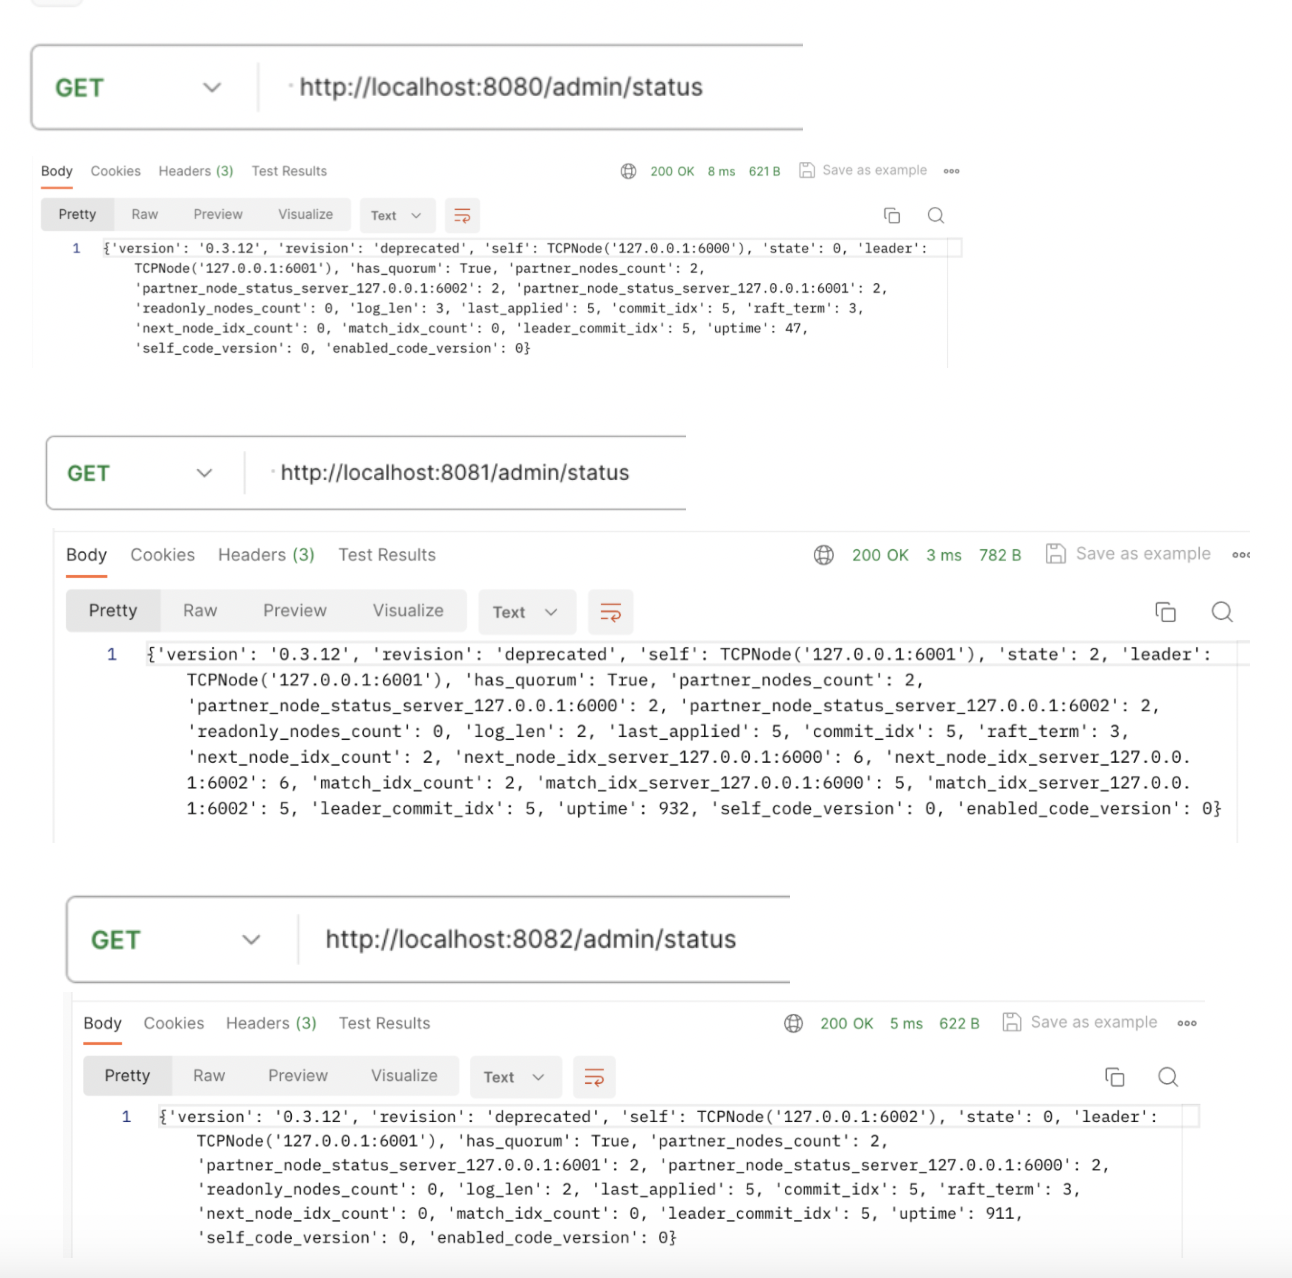 GET http://localhost:8080/admin/status
Body Cookies Headers (3) Test Results 200 OK 8 ms 621 B Save as example
Pretty Raw Preview Visualize Text
1 {'version': '0.3.12', 'revision': 'deprecated', 'self': TCPNode('127.0.0.1:6000'), 'state': 0, 'leader':
TCPNode('127.0.0.1:6001'), 'has_quorum': True, 'partner_nodes_count': 2,
'partner_node_status_server_127.0.0.1:6002': 2, 'partner_node_status_server_127.0.0.1:6001': 2,
'readonly_nodes_count': 0, 'log_len': 3, 'last_applied': 5, 'commit_idx': 5, 'raft_term': 3,
'next_node_idx_count': 0, 'match_idx_count': 0, 'leader_commit_idx': 5, 'uptime': 47,
'self_code_version': 0, 'enabled_code_version': 0}
GET http://localhost:8081/admin/status
Body Cookies Headers (3) Test Results 200 OK 3 ms 782 B Save as example
Pretty Raw Preview Visualize Text
1 {'version': '0.3.12', 'revision': 'deprecated', 'self': TCPNode('127.0.0.1:6001'), 'state': 2, 'leader':
TCPNode('127.0.0.1:6001'), 'has_quorum': True, 'partner_nodes_count': 2,
'partner_node_status_server_127.0.0.1:6000': 2, 'partner_node_status_server_127.0.0.1:6002': 2,
'readonly_nodes_count': 0, 'log_len': 2, 'last_applied': 5, 'commit_idx': 5, 'raft_term': 3,
'next_node_idx_count': 2, 'next_node_idx_server_127.0.0.1:6000': 6, 'next_node_idx_server_127.0.0.
1:6002': 6, 'match_idx_count': 2, 'match_idx_server_127.0.0.1:6000': 5, 'match_idx_server_127.0.0.
1:6002': 5, 'leader_commit_idx': 5, 'uptime': 932, 'self_code_version': 0, 'enabled_code_version': 0}
GET http://localhost:8082/admin/status
Body Cookies Headers (3) Test Results 200 OK 5 ms 622 B Save as example
Pretty Raw Preview Visualize Text
1 {'version': '0.3.12', 'revision': 'deprecated', 'self': TCPNode('127.0.0.1:6002'), 'state': 0, 'leader':
TCPNode('127.0.0.1:6001'), 'has_quorum': True, 'partner_nodes_count': 2,
'partner_node_status_server_127.0.0.1:6001': 2, 'partner_node_status_server_127.0.0.1:6000': 2,
'readonly_nodes_count': 0, 'log_len': 2, 'last_applied': 5, 'commit_idx': 5, 'raft_term': 3,
'next_node_idx_count': 0, 'match_idx_count': 0, 'leader_commit_idx': 5, 'uptime': 911,
'self_code_version': 0, 'enabled_code_version': 0}